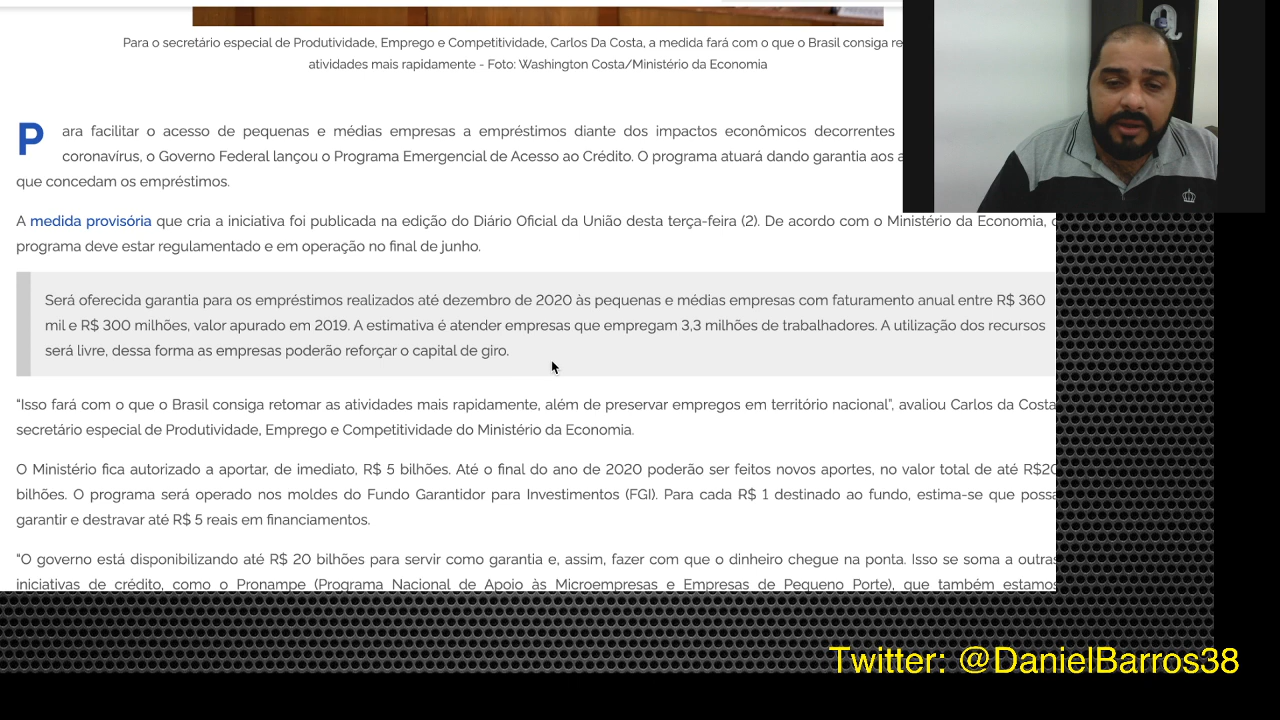 Para o secretário especial de Produtividade, Emprego e Competitividade, Carlos Da Costa, a medida fará com o que o Brasil consiga
atividades mais rapidamente - Foto: Washington Costa/Ministério da Economia
Para facilitar o acesso de pequenas e médias empresas a empréstimos diante dos impactos econômicos decorrentes
coronavírus, o Governo Federal lançou o Programa Emergencial de Acesso ao Crédito. O programa atuará dando garantia aos
que concedam os empréstimos.
A medida provisória que cria a iniciativa foi publicada na edição do Diário Oficial da União desta terça-feira (2). De acordo com o Ministério da Economia,
programa deve estar regulamentado e em operação no final de junho.
Será oferecida garantia para os empréstimos realizados até dezembro de 2020 às pequenas e médias empresas com faturamento anual entre R$ 360
mil e R$ 300 milhões, valor apurado em 2019. A estimativa é atender empresas que empregam 3,3 milhões de trabalhadores. A utilização dos recursos
será livre, dessa forma as empresas poderão reforçar o capital de giro.
“Isso fará com o que o Brasil consiga retomar as atividades mais rapidamente, além de preservar empregos em território nacional”, avaliou Carlos da Costa
secretário especial de Produtividade, Emprego e Competitividade do Ministério da Economia.
O Ministério fica autorizado a aportar, de imediato, R$ 5 bilhões. Até o final do ano de 2020 poderão ser feitos novos aportes, no valor total de até R$20
bilhões. O programa será operado nos moldes do Fundo Garantidor para Investimentos (FGI). Para cada R$ 1 destinado ao fundo, estima-se que possa
garantir e destravar até R$ 5 reais em financiamentos.
“O governo está disponibilizando até R$ 20 bilhões para servir como garantia e, assim, fazer com que o dinheiro chegue na ponta. Isso se soma a outras
iniciativas de crédito, como o Pronampe (Programa Nacional de Apoio às Microempresas e Empresas de Pequeno Porte), que também estamos
Twitter: @DanielBarros38